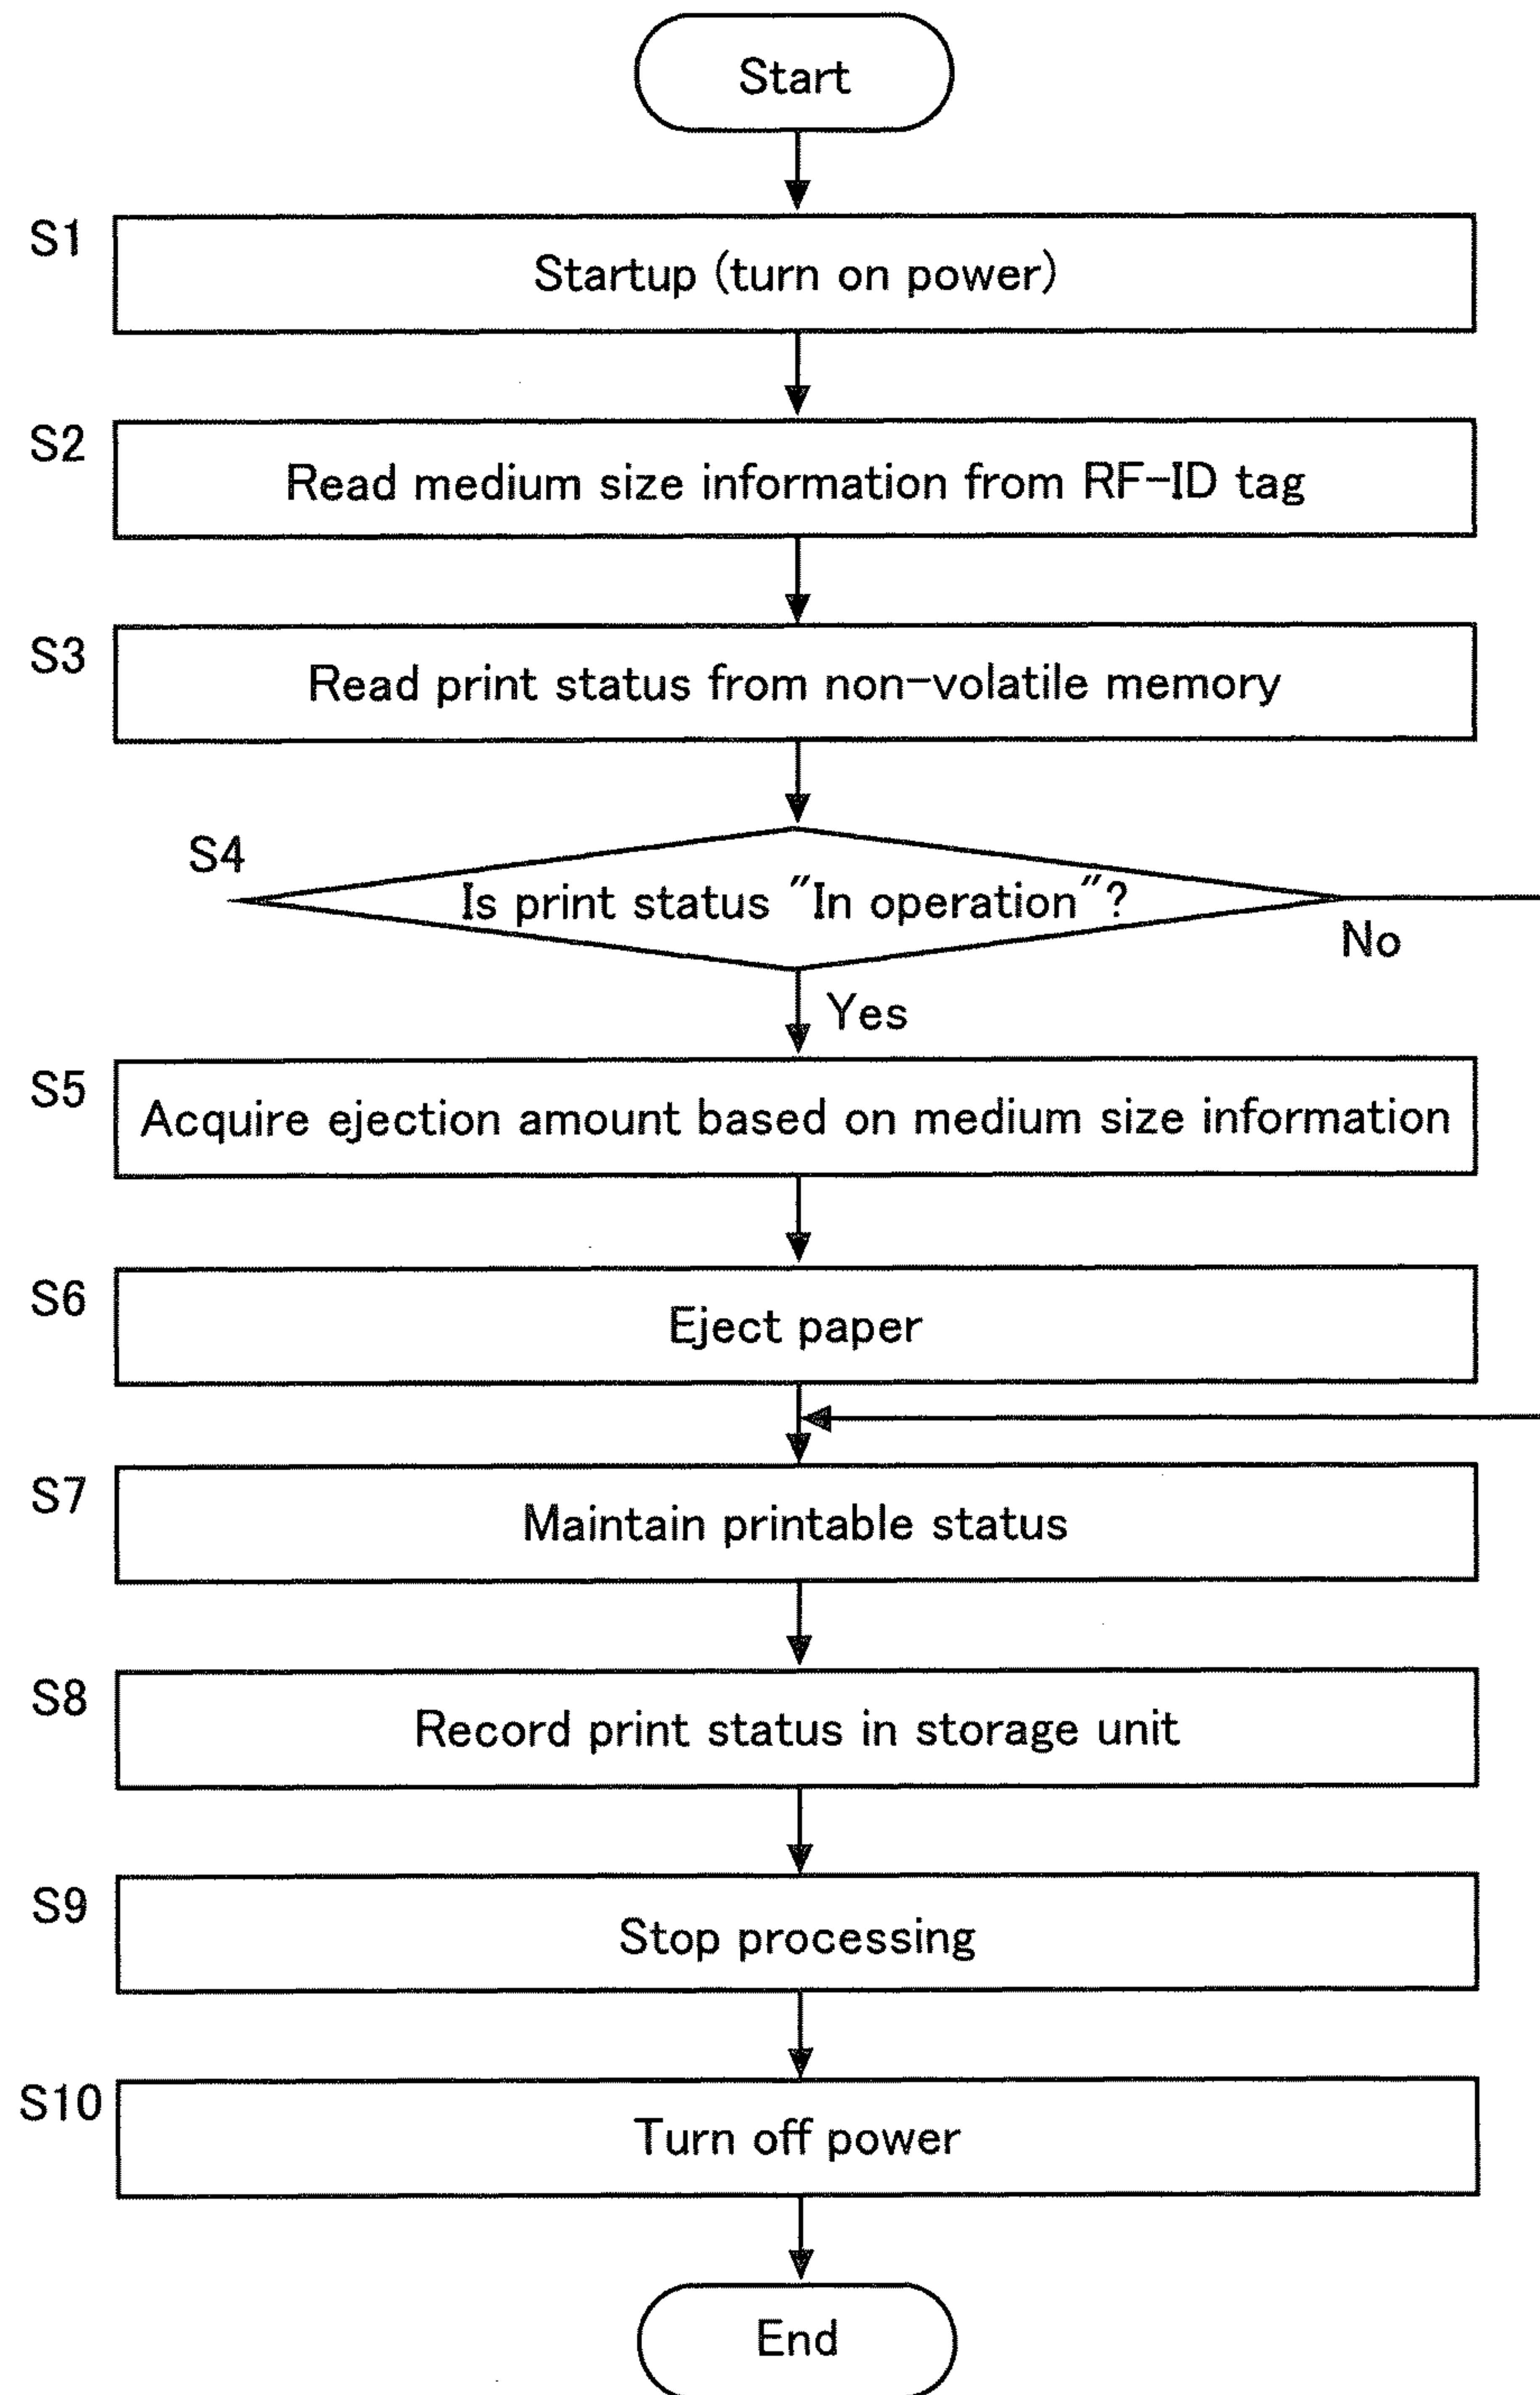 Start
S1
Startup (turn on power)
S2
Read medium size information from RF-ID tag
S3
Read print status from non-volatile memory
S4
Is print status "In operation"?
No
Yes
S5
Acquire ejection amount based on medium size information
S6
Eject paper
S7
Maintain printable status
S8
Record print status in storage unit
S9
Stop processing
S10
Turn off power
End